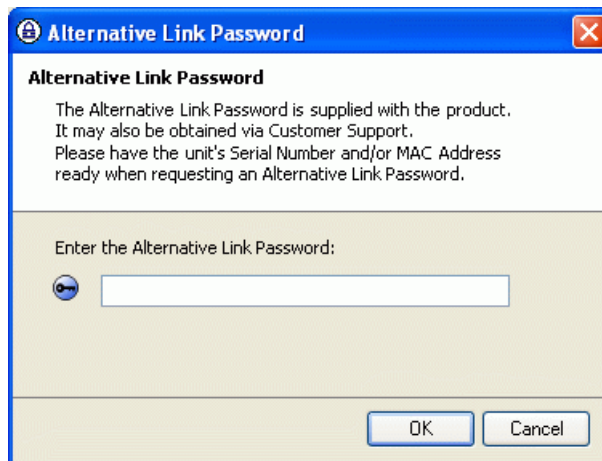 Alternative Link Password
Alternative Link Password
The Alternative Link Password is supplied with the product.
It may also be obtained via Customer Support.
Please have the unit's Serial Number and/or MAC Address
ready when requesting an Alternative Link Password.
Enter the Alternative Link Password:
OK
Cancel